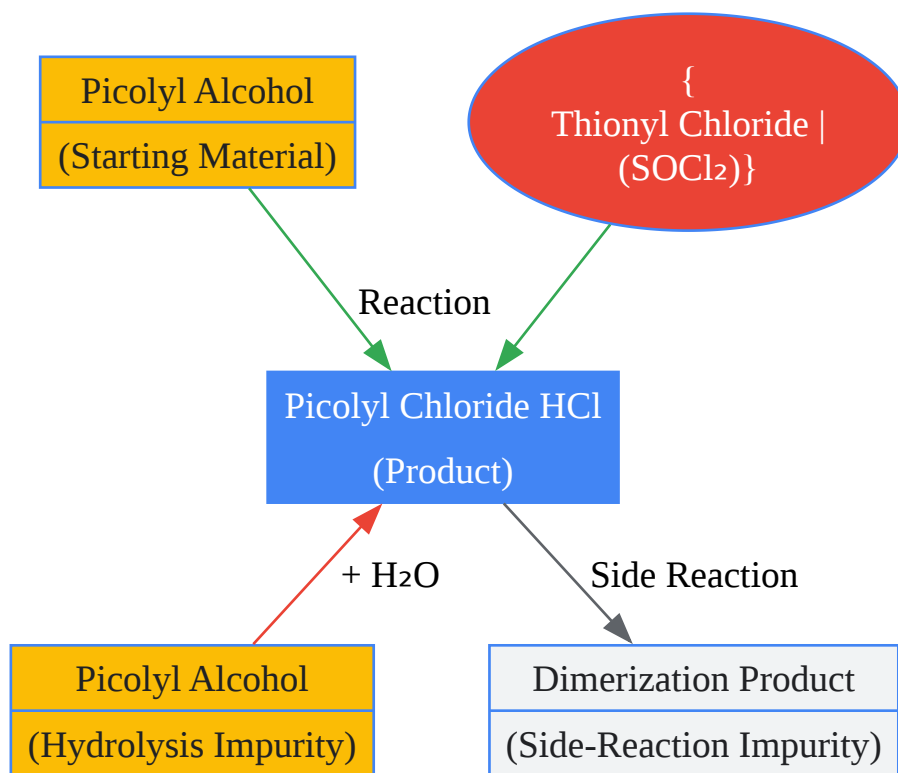 Picolyl Alcohol
(Starting Material)
{
Thionyl Chloride |
(SOCl₂)}
Reaction
Picolyl Chloride HCl
(Product)
+ H₂O
Side Reaction
Picolyl Alcohol
(Hydrolysis Impurity)
Dimerization Product
(Side-Reaction Impurity)